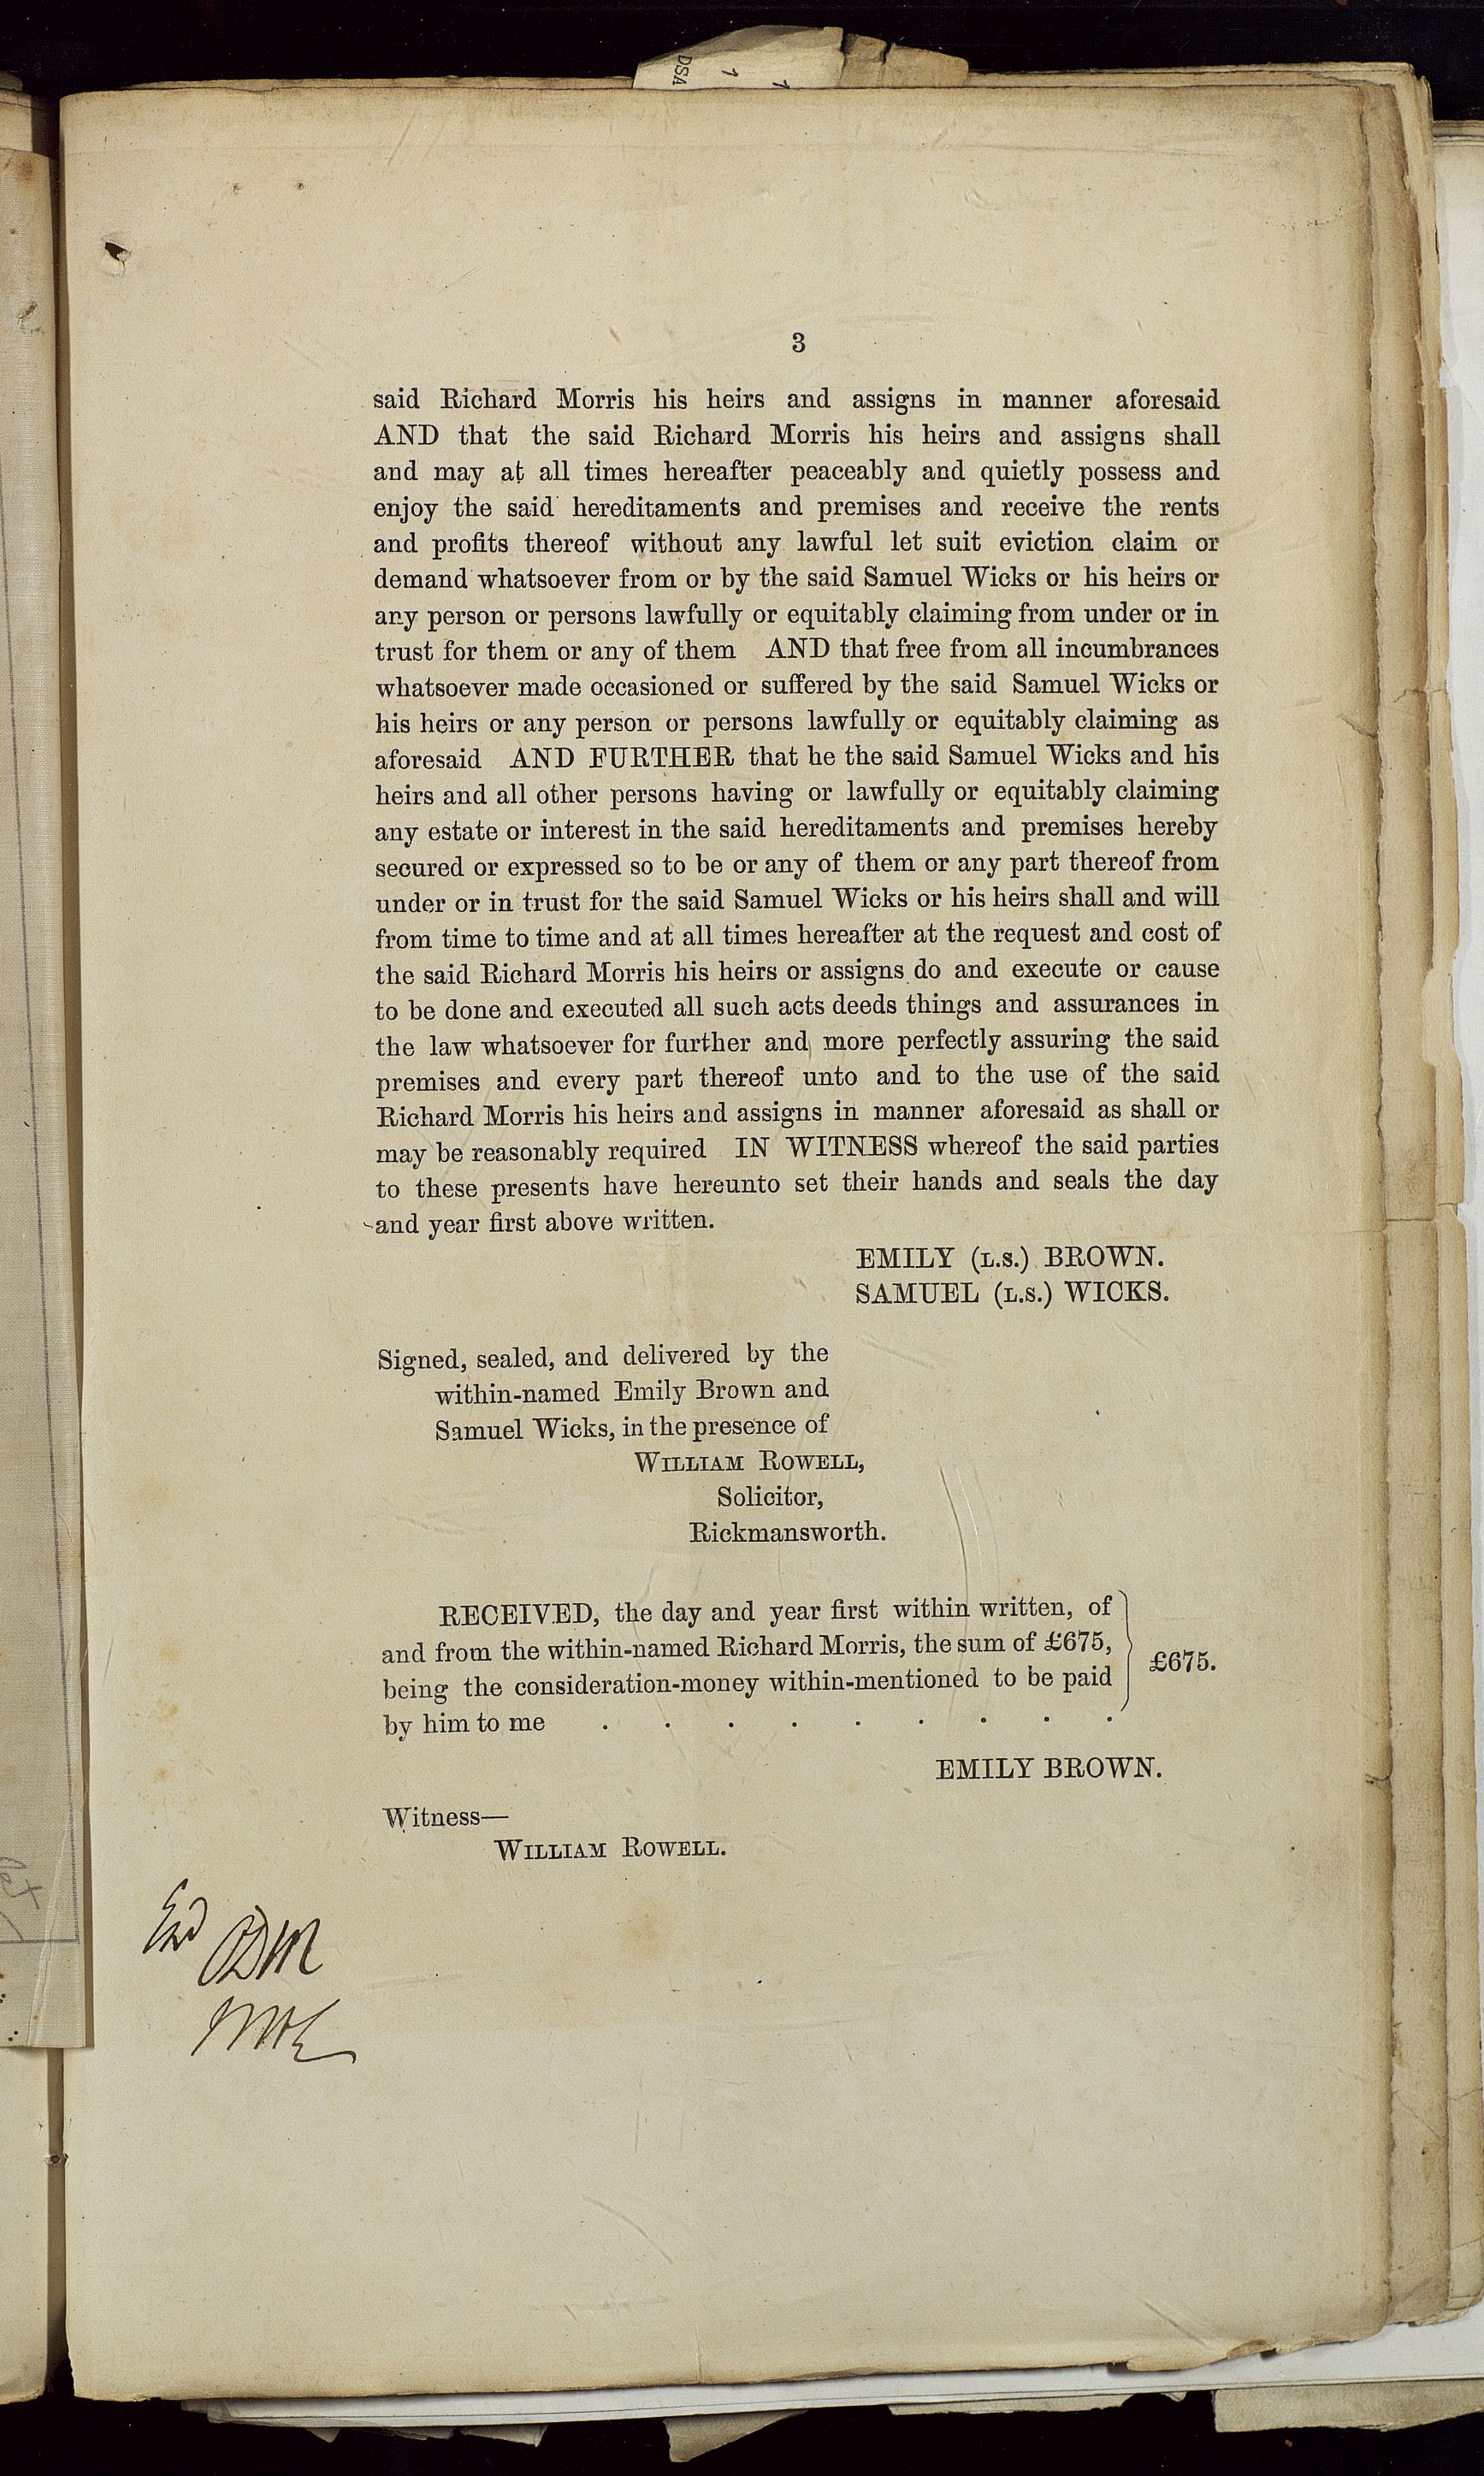 DSA 1 1
3
said Richard Morris his heirs and assigns in manner aforesaid
AND that the said Richard Morris his heirs and assigns shall
and may at all times hereafter peaceably and quietly possess and
enjoy the said hereditaments and premises and receive the rents
and profits thereof without any lawful let suit eviction claim or
demand whatsoever from or by the said Samuel Wicks or his heirs or
any person or persons lawfully or equitably claiming from under or in
trust for them or any of them AND that free from all incumbrances
whatsoever made occasioned or suffered by the said Samuel Wicks or
his heirs or any person or persons lawfully or equitably claiming as
aforesaid AND FURTHER that he the said Samuel Wicks and his
heirs and all other persons having or lawfully or equitably claiming
any estate or interest in the said hereditaments and premises hereby
secured or expressed so to be or any of them or any part thereof from
under or in trust for the said Samuel Wicks or his heirs shall and will
from time to time and at all times hereafter at the request and cost of
the said Richard Morris his heirs or assigns do and execute or cause
to be done and executed all such acts deeds things and assurances in
the law whatsoever for further and more perfectly assuring the said
premises and every part thereof unto and to the use of the said
Richard Morris his heirs and assigns in manner aforesaid as shall or
may be reasonably required IN WITNESS whereof the said parties
to these presents have hereunto set their hands and seals the day
and year first above written.
EMILY (L.S.) BROWN.
SAMUEL (L.S.) WICKS.
Signed, sealed, and delivered by the
within-named Emily Brown and
Samuel Wicks, in the presence of
WILLIAM ROWELL,
Solicitor,
Rickmansworth.
RECEIVED, the day and year first within written, of
and from the within-named Richard Morris, the sum of £675,
being the consideration-money within-mentioned to be paid
by him to me . . . . . . . . .
£675.
EMILY BROWN.
Witness—
WILLIAM ROWELL.